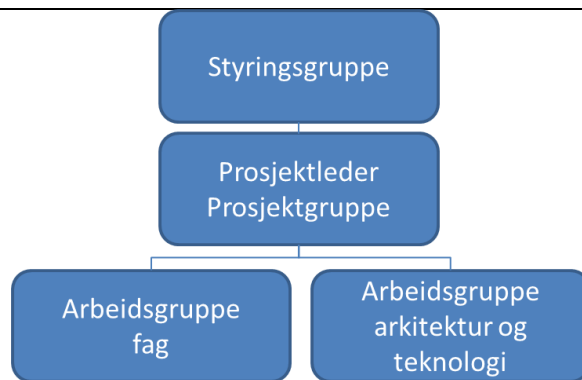 Styringsgruppe
Prosjektleder
Prosjektgruppe
Arbeidsgruppe
fag
Arbeidsgruppe
arkitektur og
teknologi